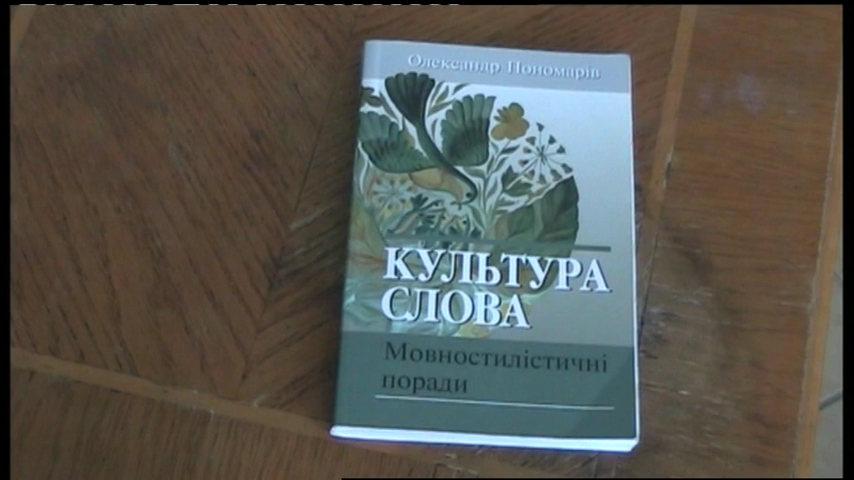 Олександр Пономарів
КУЛЬТУРА
СЛОВА
Мовностилістичні
поради